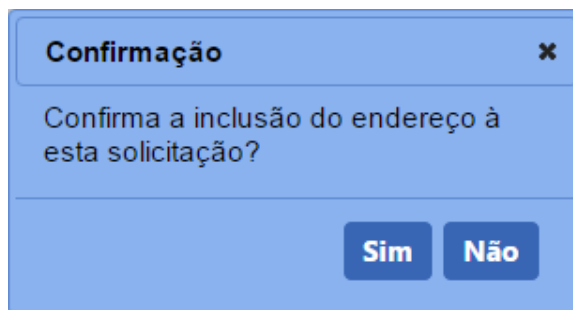 Confirmação
Confirma a inclusão do endereço à
esta solicitação?
Sim Não